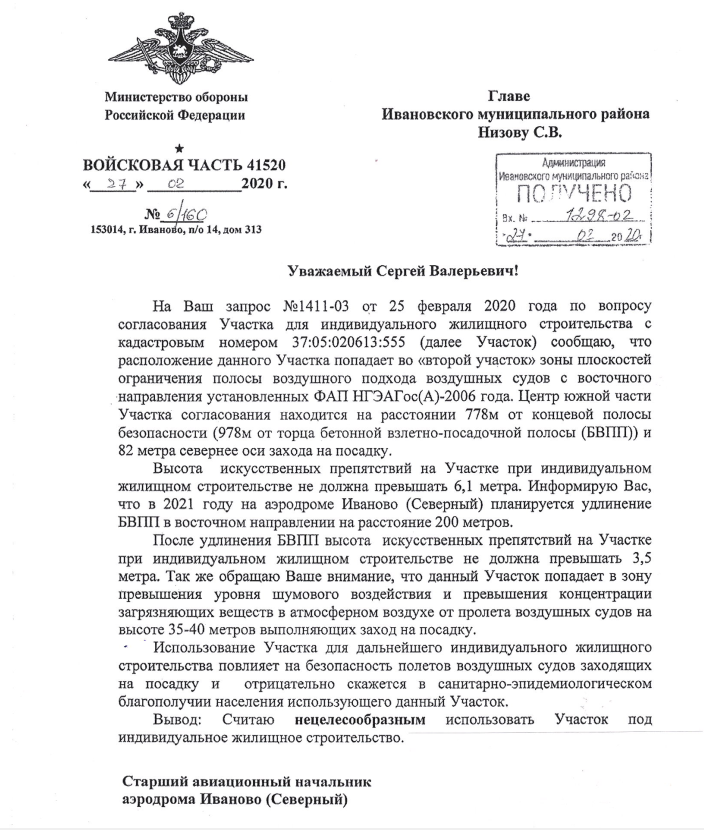 Министерство обороны
Российской Федерации
ВОЙСКОВАЯ ЧАСТЬ 41520
« 27 » 02 2020 г.
№ 6/160
153014, г. Иваново, п/о 14, дом 313
Главе
Ивановского муниципального района
Низову С.В.
Администрация
Ивановского муниципального района
ПОЛУЧЕНО
Вх. № 1298-02
"27" 02 2020г.
Уважаемый Сергей Валерьевич!
На Ваш запрос №1411-03 от 25 февраля 2020 года по вопросу
согласования Участка для индивидуального жилищного строительства с
кадастровым номером 37:05:020613:555 (далее Участок) сообщаю, что
расположение данного Участка попадает во «второй участок» зоны плоскостей
ограничения полосы воздушного подхода воздушных судов с восточного
направления установленных ФАП НГЭАГос(А)-2006 года. Центр южной части
Участка согласования находится на расстоянии 778м от концевой полосы
безопасности (978м от торца бетонной взлетно-посадочной полосы (БВПП)) и
82 метра севернее оси захода на посадку.
Высота искусственных препятствий на Участке при индивидуальном
жилищном строительстве не должна превышать 6,1 метра. Информирую Вас,
что в 2021 году на аэродроме Иваново (Северный) планируется удлинение
БВПП в восточном направлении на расстояние 200 метров.
После удлинения БВПП высота искусственных препятствий на Участке
при индивидуальном жилищном строительстве не должна превышать 3,5
метра. Так же обращаю Ваше внимание, что данный Участок попадает в зону
превышения уровня шумового воздействия и превышения концентрации
загрязняющих веществ в атмосферном воздухе от пролета воздушных судов на
высоте 35-40 метров выполняющих заход на посадку.
Использование Участка для дальнейшего индивидуального жилищного
строительства повлияет на безопасность полетов воздушных судов заходящих
на посадку и отрицательно скажется в санитарно-эпидемиологическом
благополучии населения использующего данный Участок.
Вывод: Считаю нецелесообразным использовать Участок под
индивидуальное жилищное строительство.
Старший авиационный начальник
аэродрома Иваново (Северный)